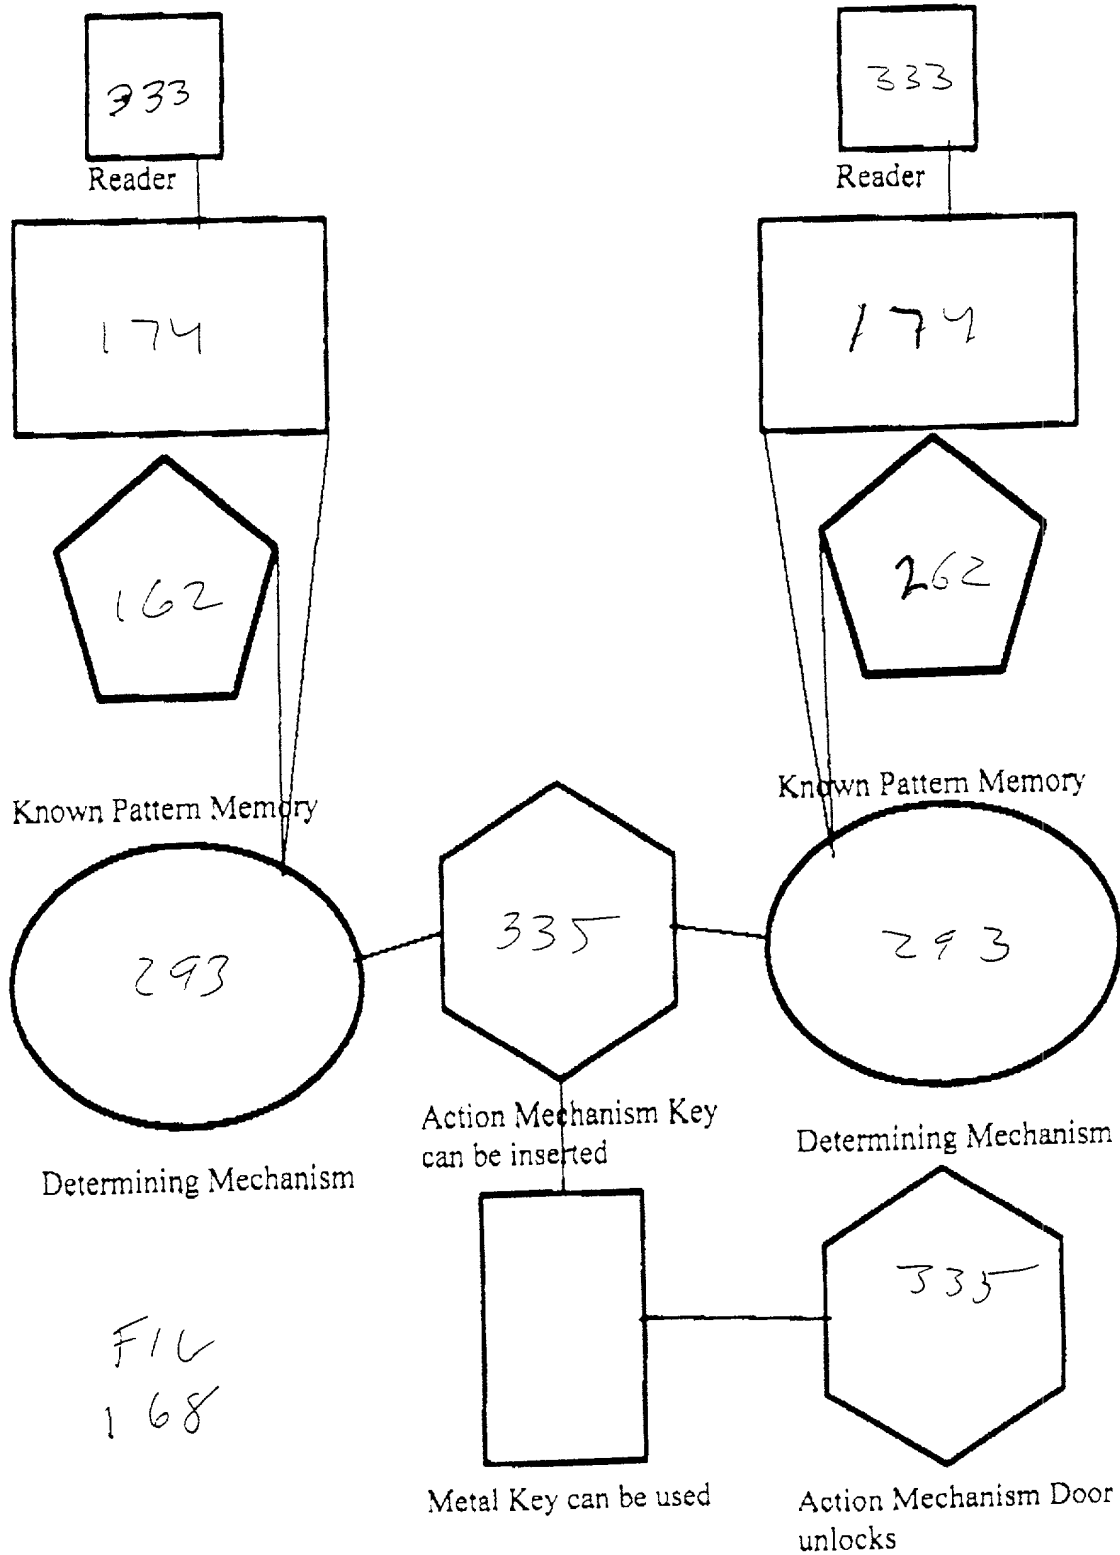 333
333
Reader
Reader
174
174
162
262
Known Pattern Memory
Known Pattern Memory
293
335
293
Action Mechanism Key
can be inserted
Determining Mechanism
Determining Mechanism
335
FIG
168
Metal Key can be used
Action Mechanism Door
unlocks